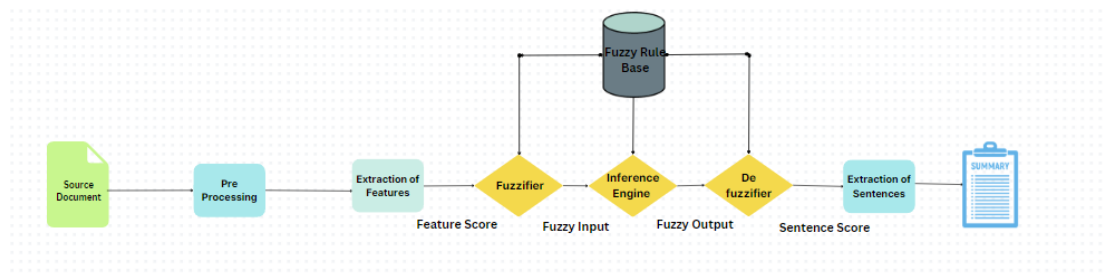 Fuzzy Rule
Base
Source
Document
Pre
Processing
Extraction of
Features
Fuzzifier
Inference
Engine
De
fuzzifier
Extraction of
Sentences
SUMMARY
Feature Score
Fuzzy Input
Fuzzy Output
Sentence Score